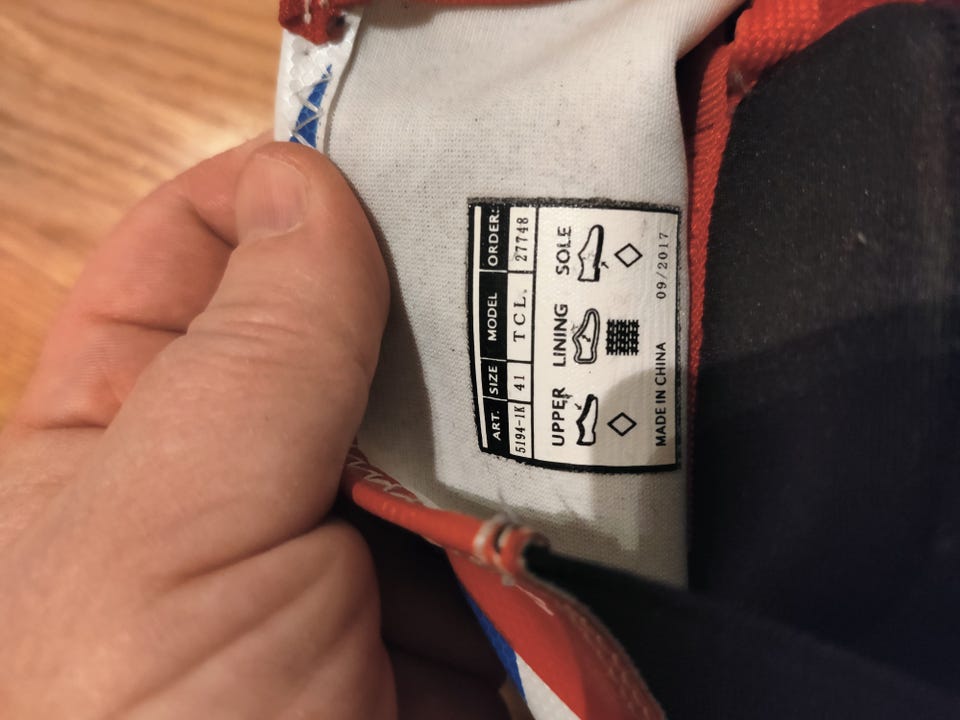 ART. SIZE MODEL ORDER:
5194-1K 41 TCL. 27748
UPPER LINING SOLE
MADE IN CHINA 09/2017